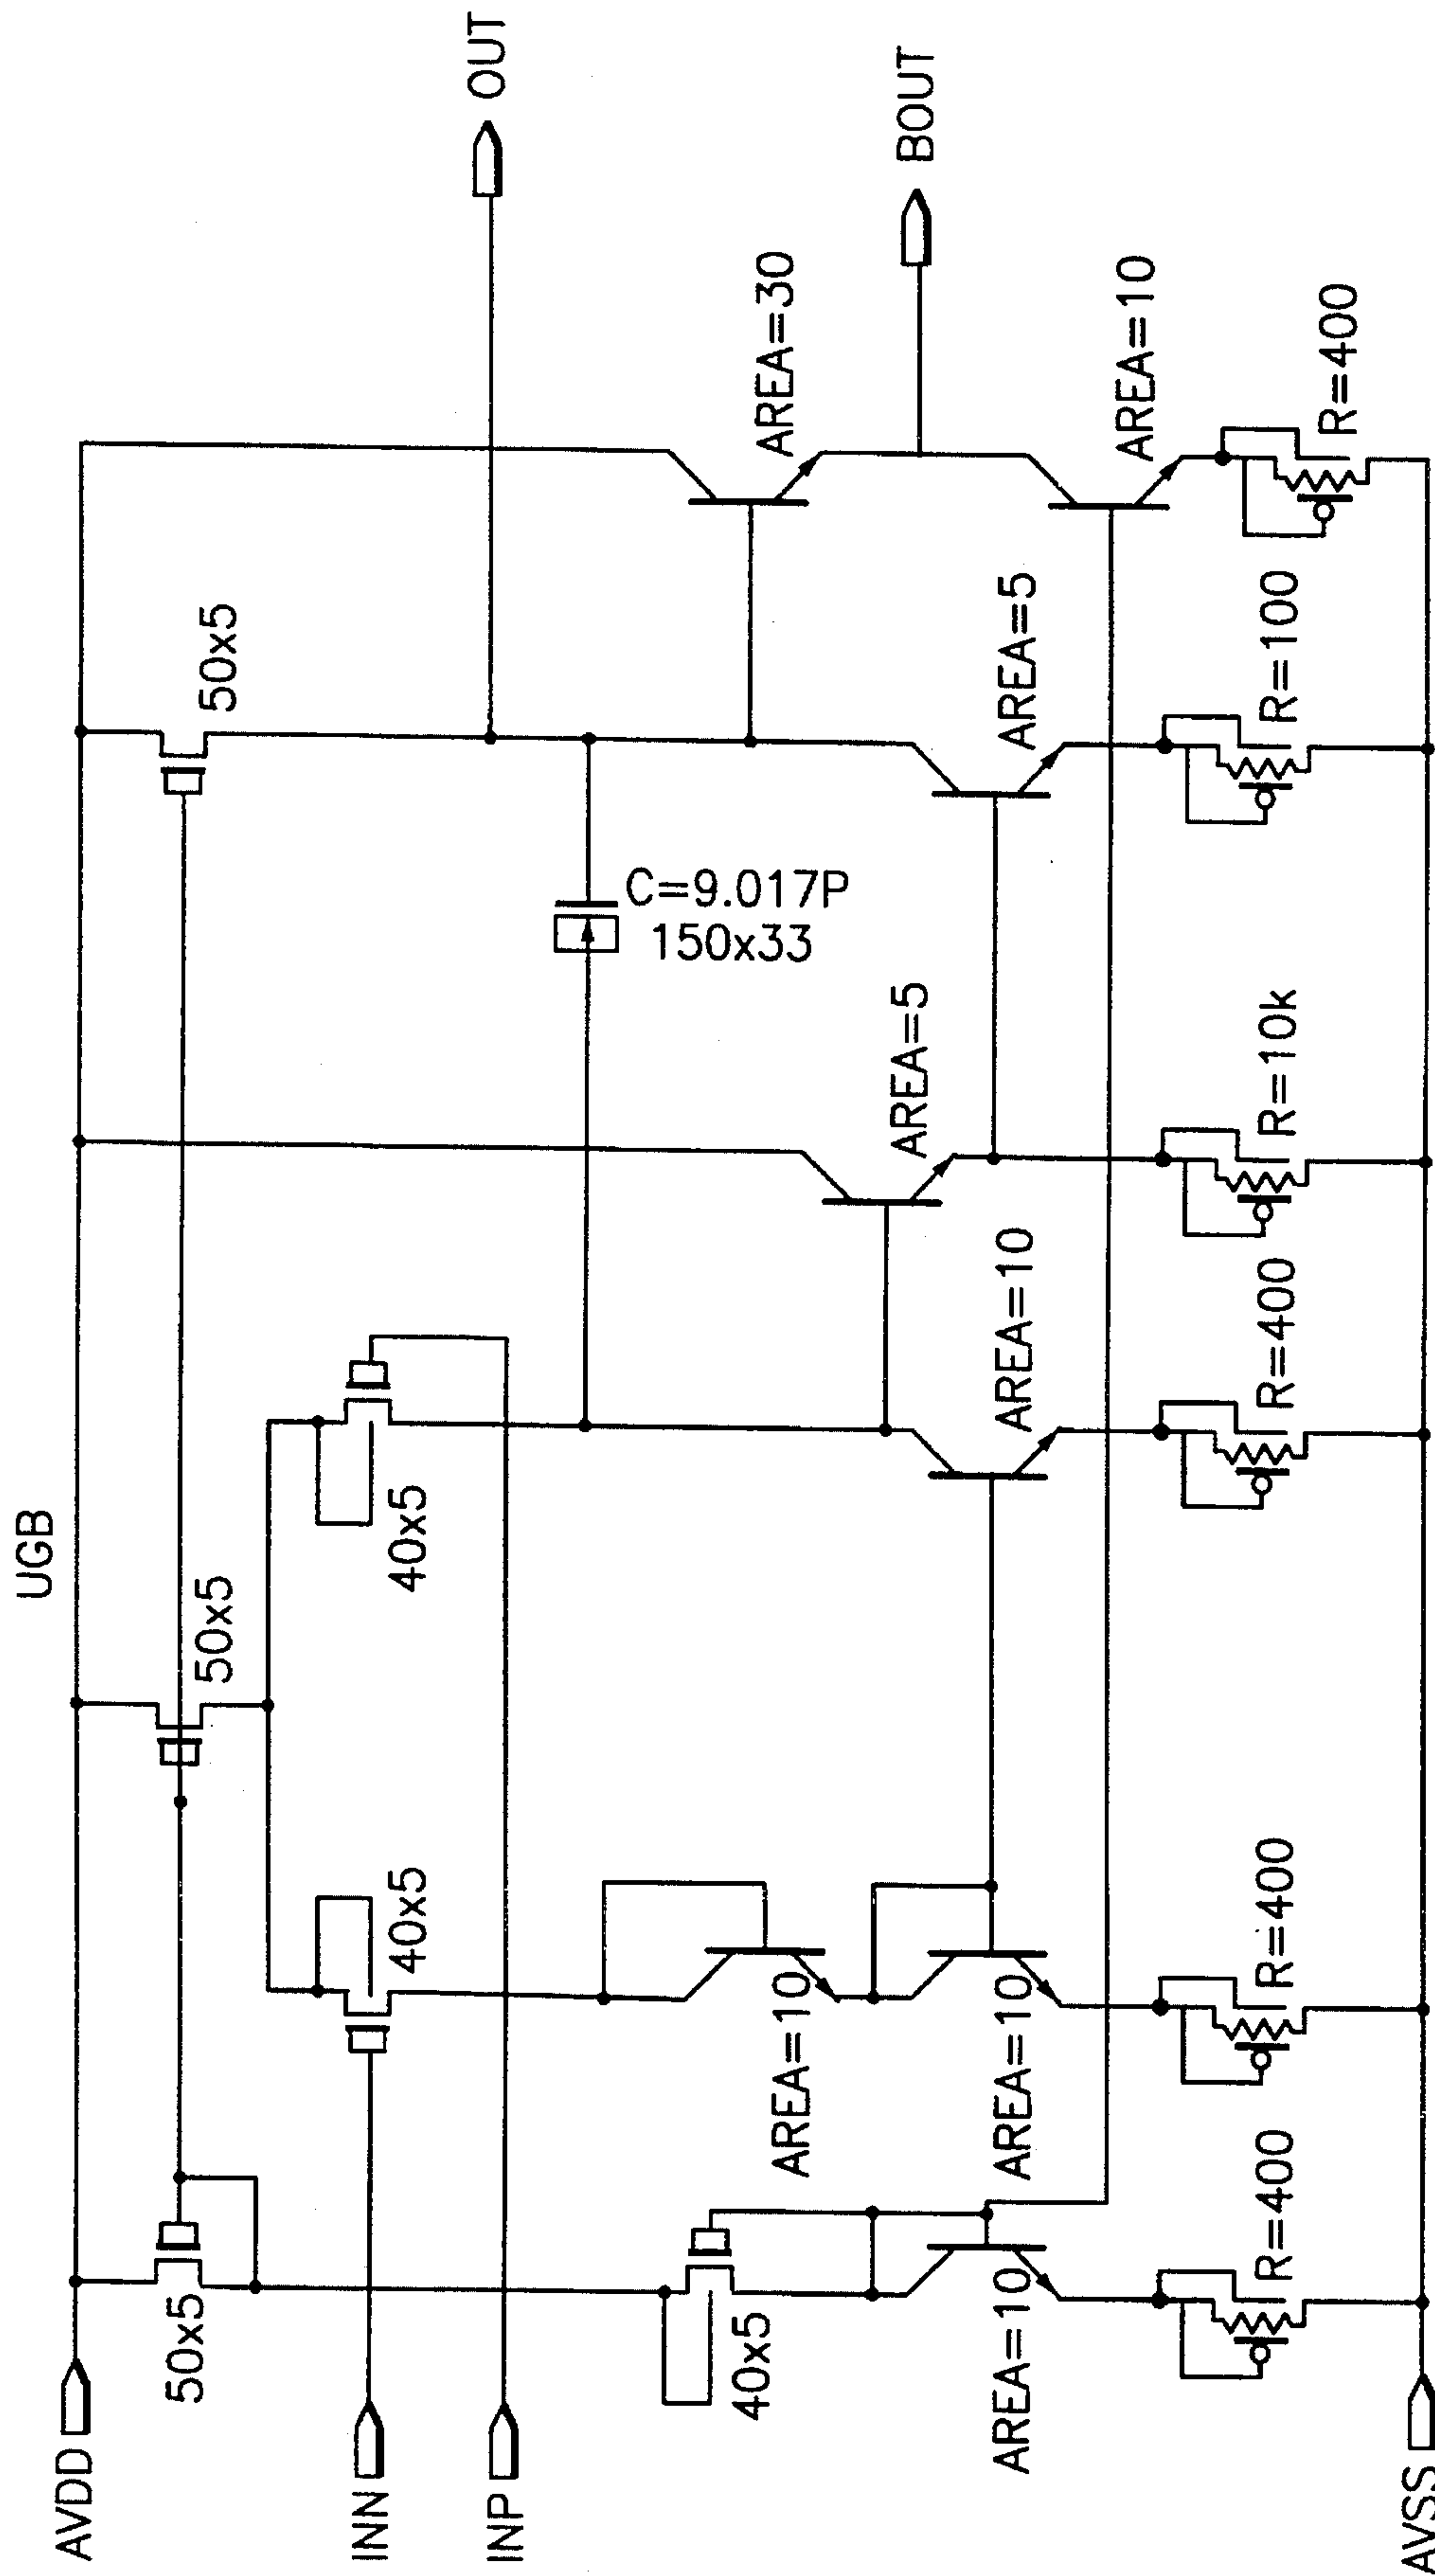 UGB
AVDD
INN
INP
AVSS
50x5
50x5
50x5
40x5
40x5
40x5
C=9.017P
150x33
AREA=10
AREA=10
AREA=10
AREA=10
AREA=5
AREA=5
AREA=30
AREA=10
R=400
R=400
R=400
R=10k
R=100
R=400
OUT
BOUT